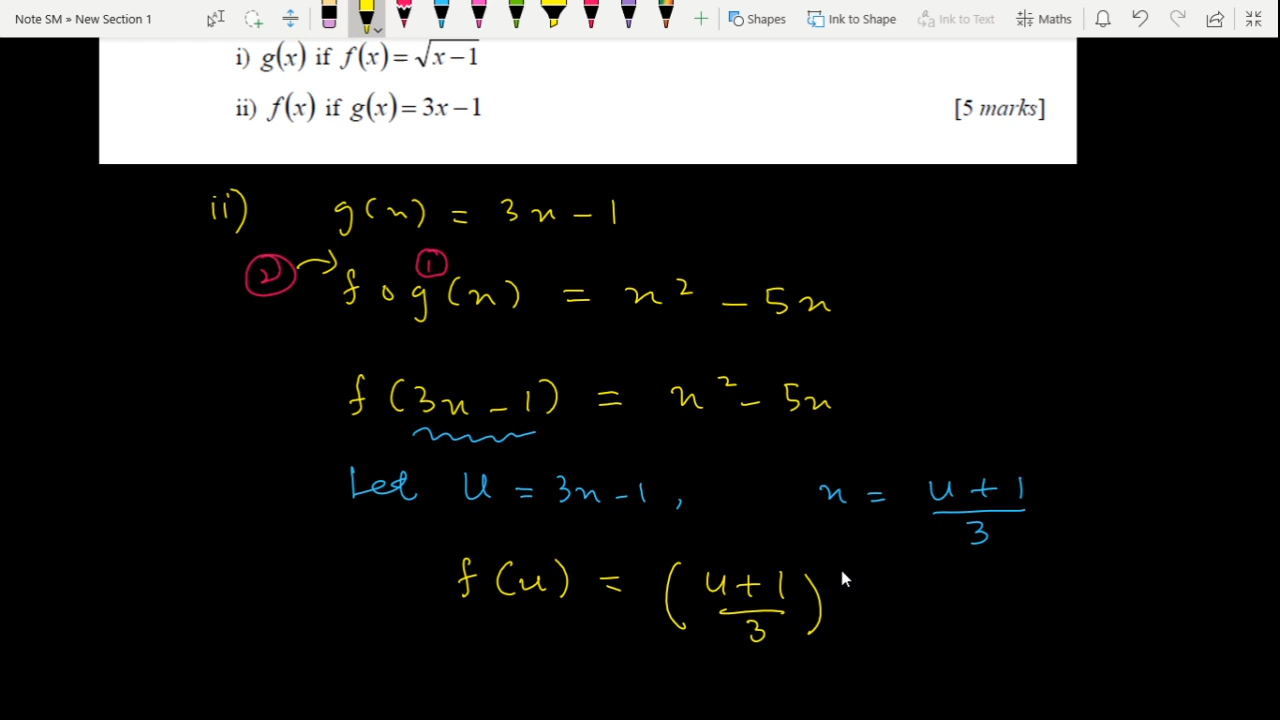 Note SM » New Section 1 Shapes Ink to Shape Ink to Text Maths
i) g(x) if f(x) = √x−1
ii) f(x) if g(x) = 3x−1 [5 marks]
ii) g(x) = 3x − 1
② → f o g(x) = x² − 5x
①
f(3x − 1) = x² − 5x
Let u = 3x − 1, x = u + 1 / 3
f(u) = (u + 1 / 3)